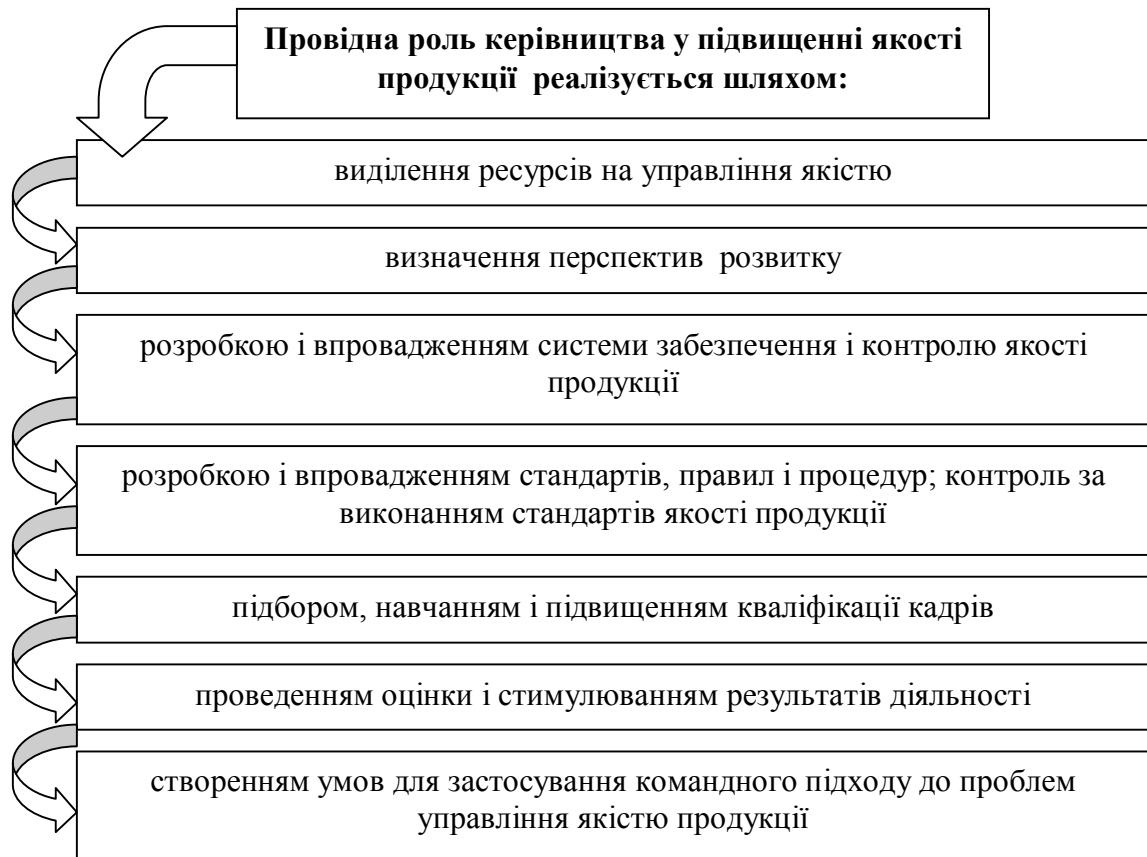 Провідна роль керівництва у підвищенні якості
продукції  реалізується шляхом:
виділення ресурсів на управління якістю
визначення перспектив  розвитку
розробкою і впровадженням системи забезпечення і контролю якості
продукції
розробкою і впровадженням стандартів, правил і процедур; контроль за
виконанням стандартів якості продукції
підбором, навчанням і підвищенням кваліфікації кадрів
проведенням оцінки і стимулюванням результатів діяльності
створенням умов для застосування командного підходу до проблем
управління якістю продукції